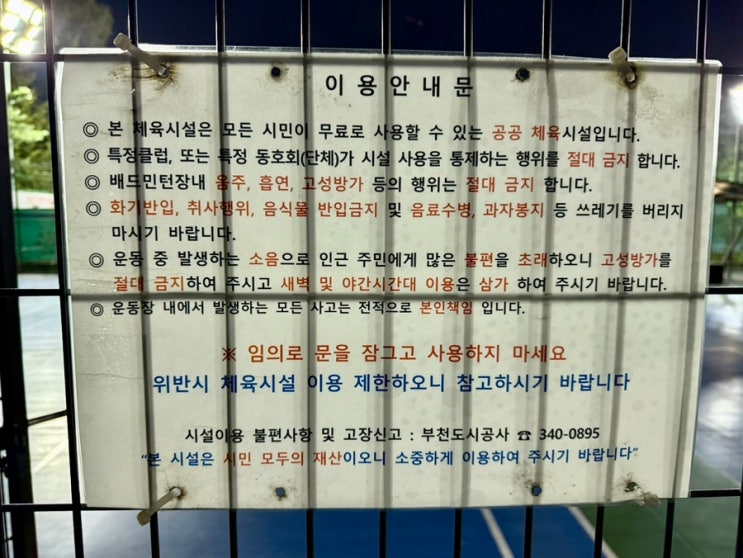 이용안내문
◎ 본 체육시설은 모든 시민이 무료로 사용할 수 있는 공공 체육시설입니다.
◎ 특정클럽, 또는 특정 동호회(단체)가 시설 사용을 통제하는 행위를 절대 금지 합니다.
◎ 배드민턴장내 음주, 흡연, 고성방가 등의 행위는 절대 금지 합니다.
◎ 화기반입, 취사행위, 음식물 반입금지 및 음료수병, 과자봉지 등 쓰레기를 버리지
마시기 바랍니다.
◎ 운동 중 발생하는 소음으로 인근 주민에게 많은 불편을 초래하오니 고성방가를
절대 금지하여 주시고 새벽 및 야간시간대 이용은 삼가 하여 주시기 바랍니다.
◎ 운동장 내에서 발생하는 모든 사고는 전적으로 본인책임 입니다.
※ 임의로 문을 잠그고 사용하지 마세요
위반시 체육시설 이용 제한하오니 참고하시기 바랍니다
시설이용 불편사항 및 고장신고 : 부천도시공사 ☎ 340-0895
“본 시설은 시민 모두의 재산이오니 소중하게 이용하여 주시기 바랍니다”